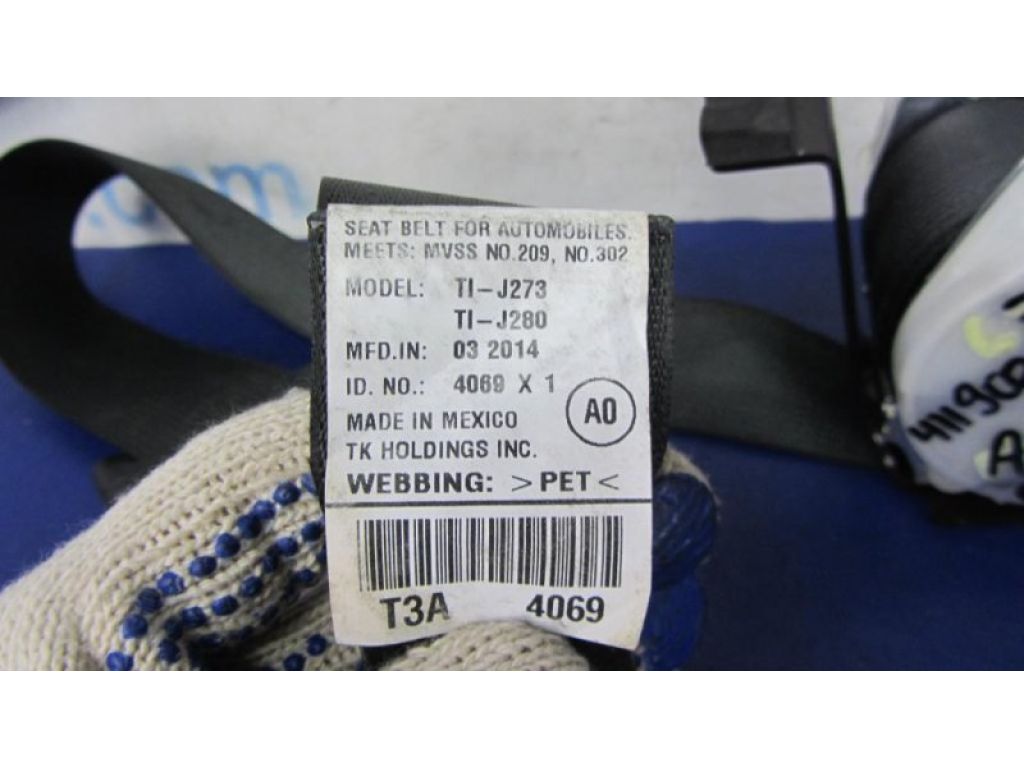 .com
SEAT BELT FOR AUTOMOBILES.
MEETS: MVSS NO.209, NO.302
MODEL: TI-J273
TI-J280
MFD.IN: 03 2014
ID. NO.: 4069 X 1
A0
MADE IN MEXICO
TK HOLDINGS INC.
WEBBING: >PET<
T3A 4069